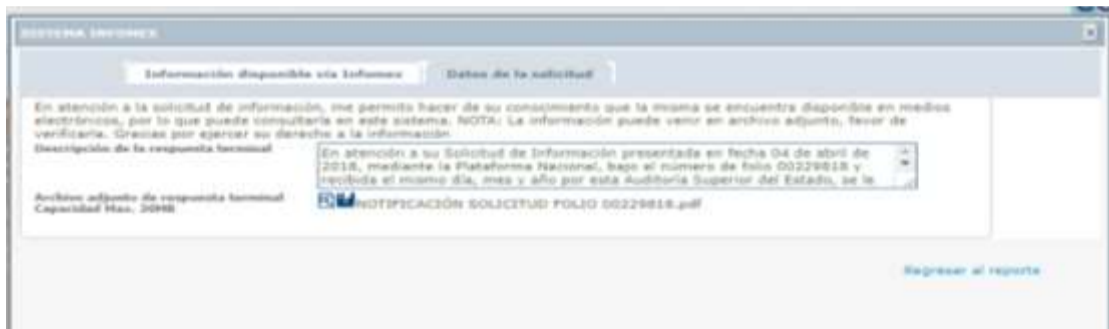 SISTEMA INFOMEX
Información disponible vía Infomex
Datos de la solicitud
En atención a la solicitud de información, me permito hacer de su conocimiento que la misma se encuentra disponible en medios
electrónicos, por lo que puede consultarla en este sistema. NOTA: La información puede venir en archivo adjunto, favor de
verificarla. Gracias por ejercer su derecho a la información
Descripción de la respuesta terminal
En atención a su Solicitud de Información presentada en fecha 04 de abril de
2018, mediante la Plataforma Nacional, bajo el número de folio 00229818 y
recibida el mismo día, mes y año por esta Auditoría Superior del Estado, se le
Archivo adjunto de respuesta terminal
Capacidad Max. 20MB
NOTIFICACIÓN SOLICITUD FOLIO 00229818.pdf
Regresar al reporte